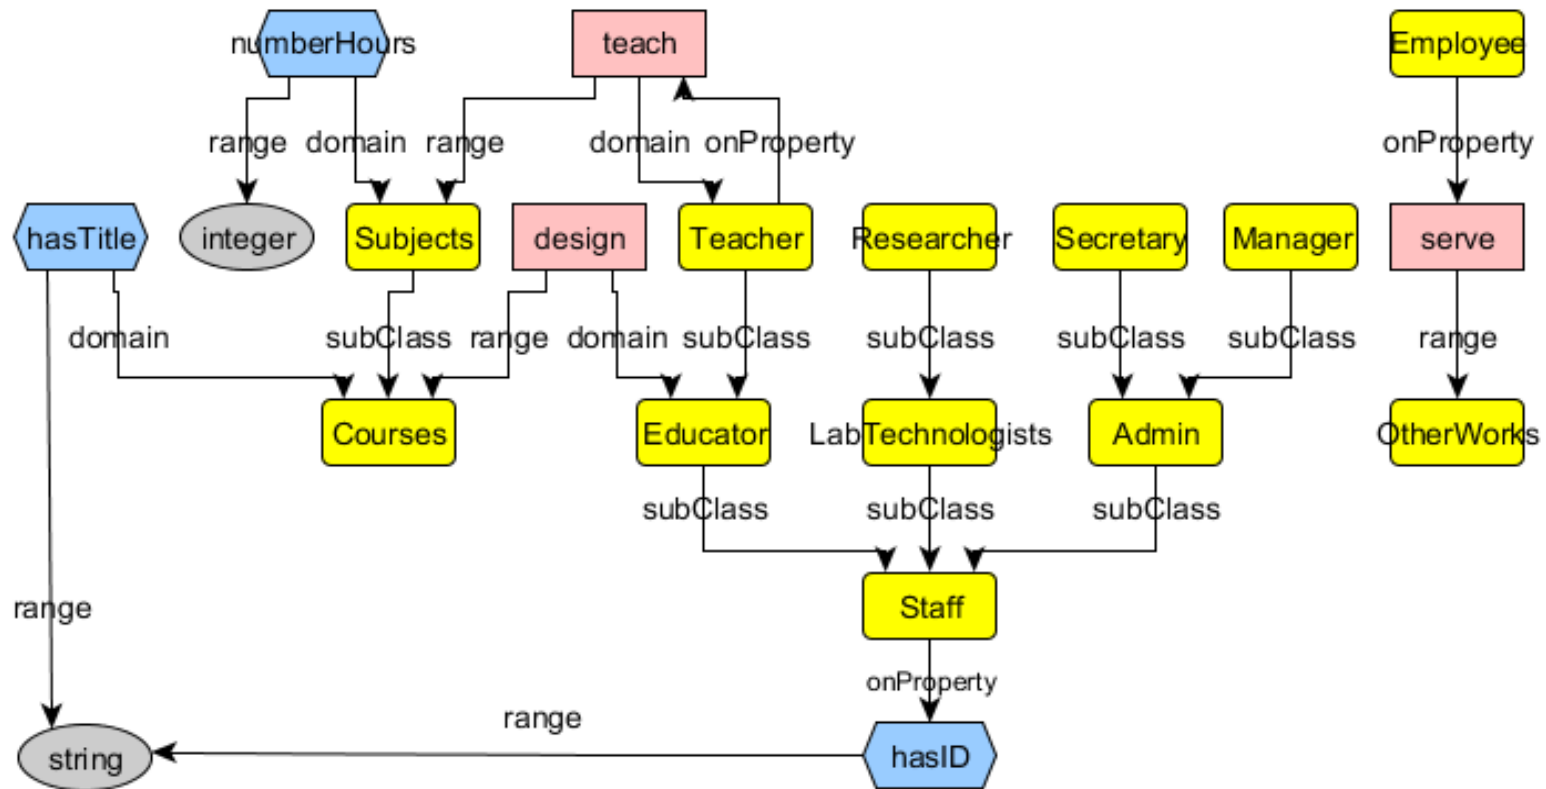 numberHours
teach
Employee
range
domain
range
domain
onProperty
onProperty
hasTitle
integer
Subjects
design
Teacher
Researcher
Secretary
Manager
serve
domain
subClass
range
domain
subClass
subClass
subClass
subClass
range
Courses
Educator
LabTechnologists
Admin
OtherWorks
subClass
subClass
subClass
range
Staff
onProperty
range
string
hasID